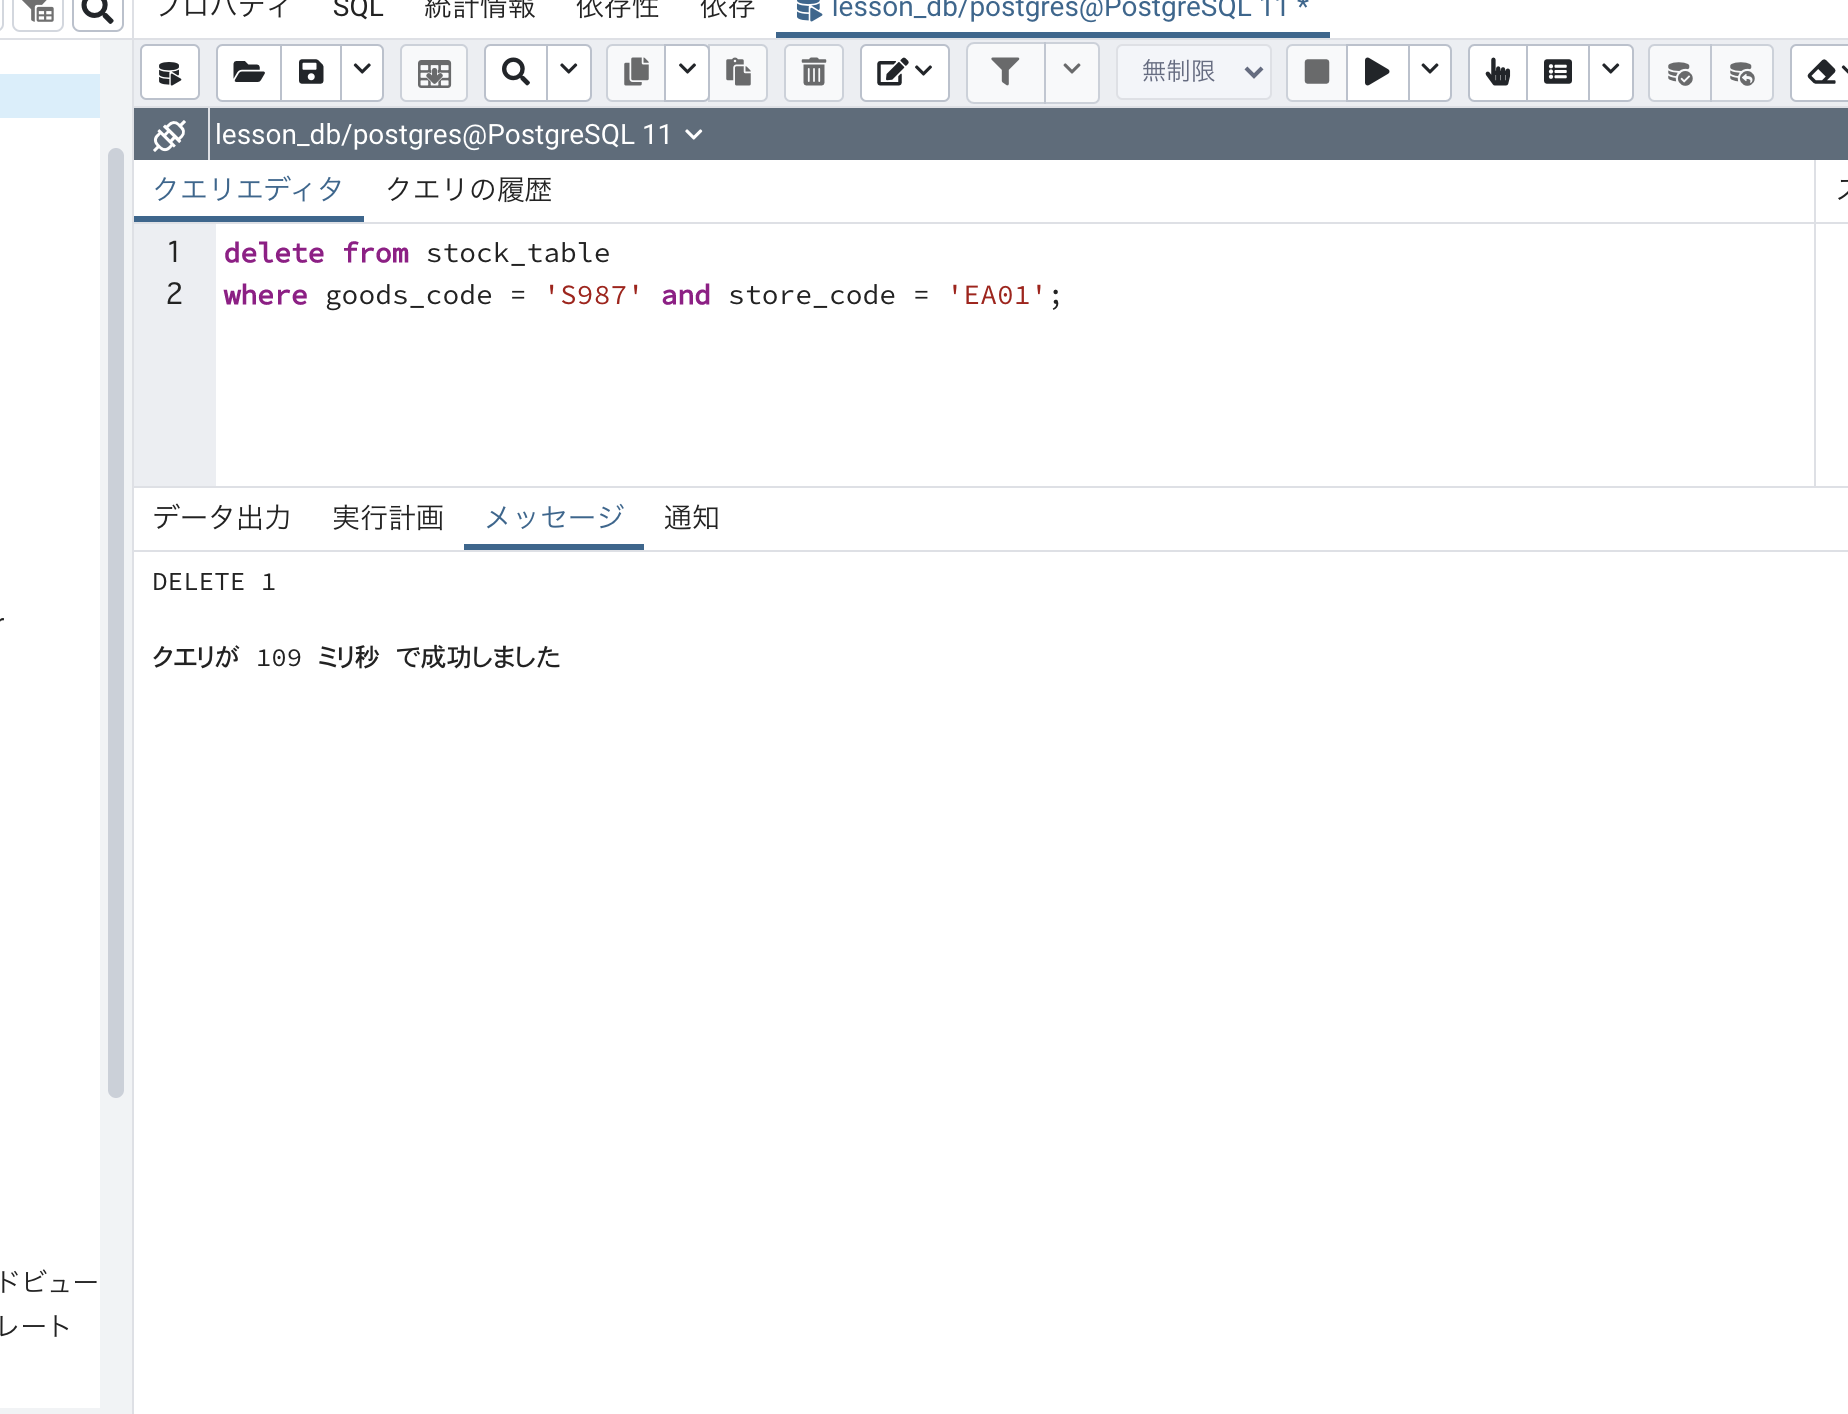 プロパティ SQL 統計情報 依存性 依存 lesson_db/postgres@PostgreSQL 11 *
無制限
lesson_db/postgres@PostgreSQL 11
クエリエディタ クエリの履歴
1 delete from stock_table
2 where goods_code = 'S987' and store_code = 'EA01';
データ出力 実行計画 メッセージ 通知
DELETE 1
クエリが 109 ミリ秒 で成功しました
ドビュー
レート